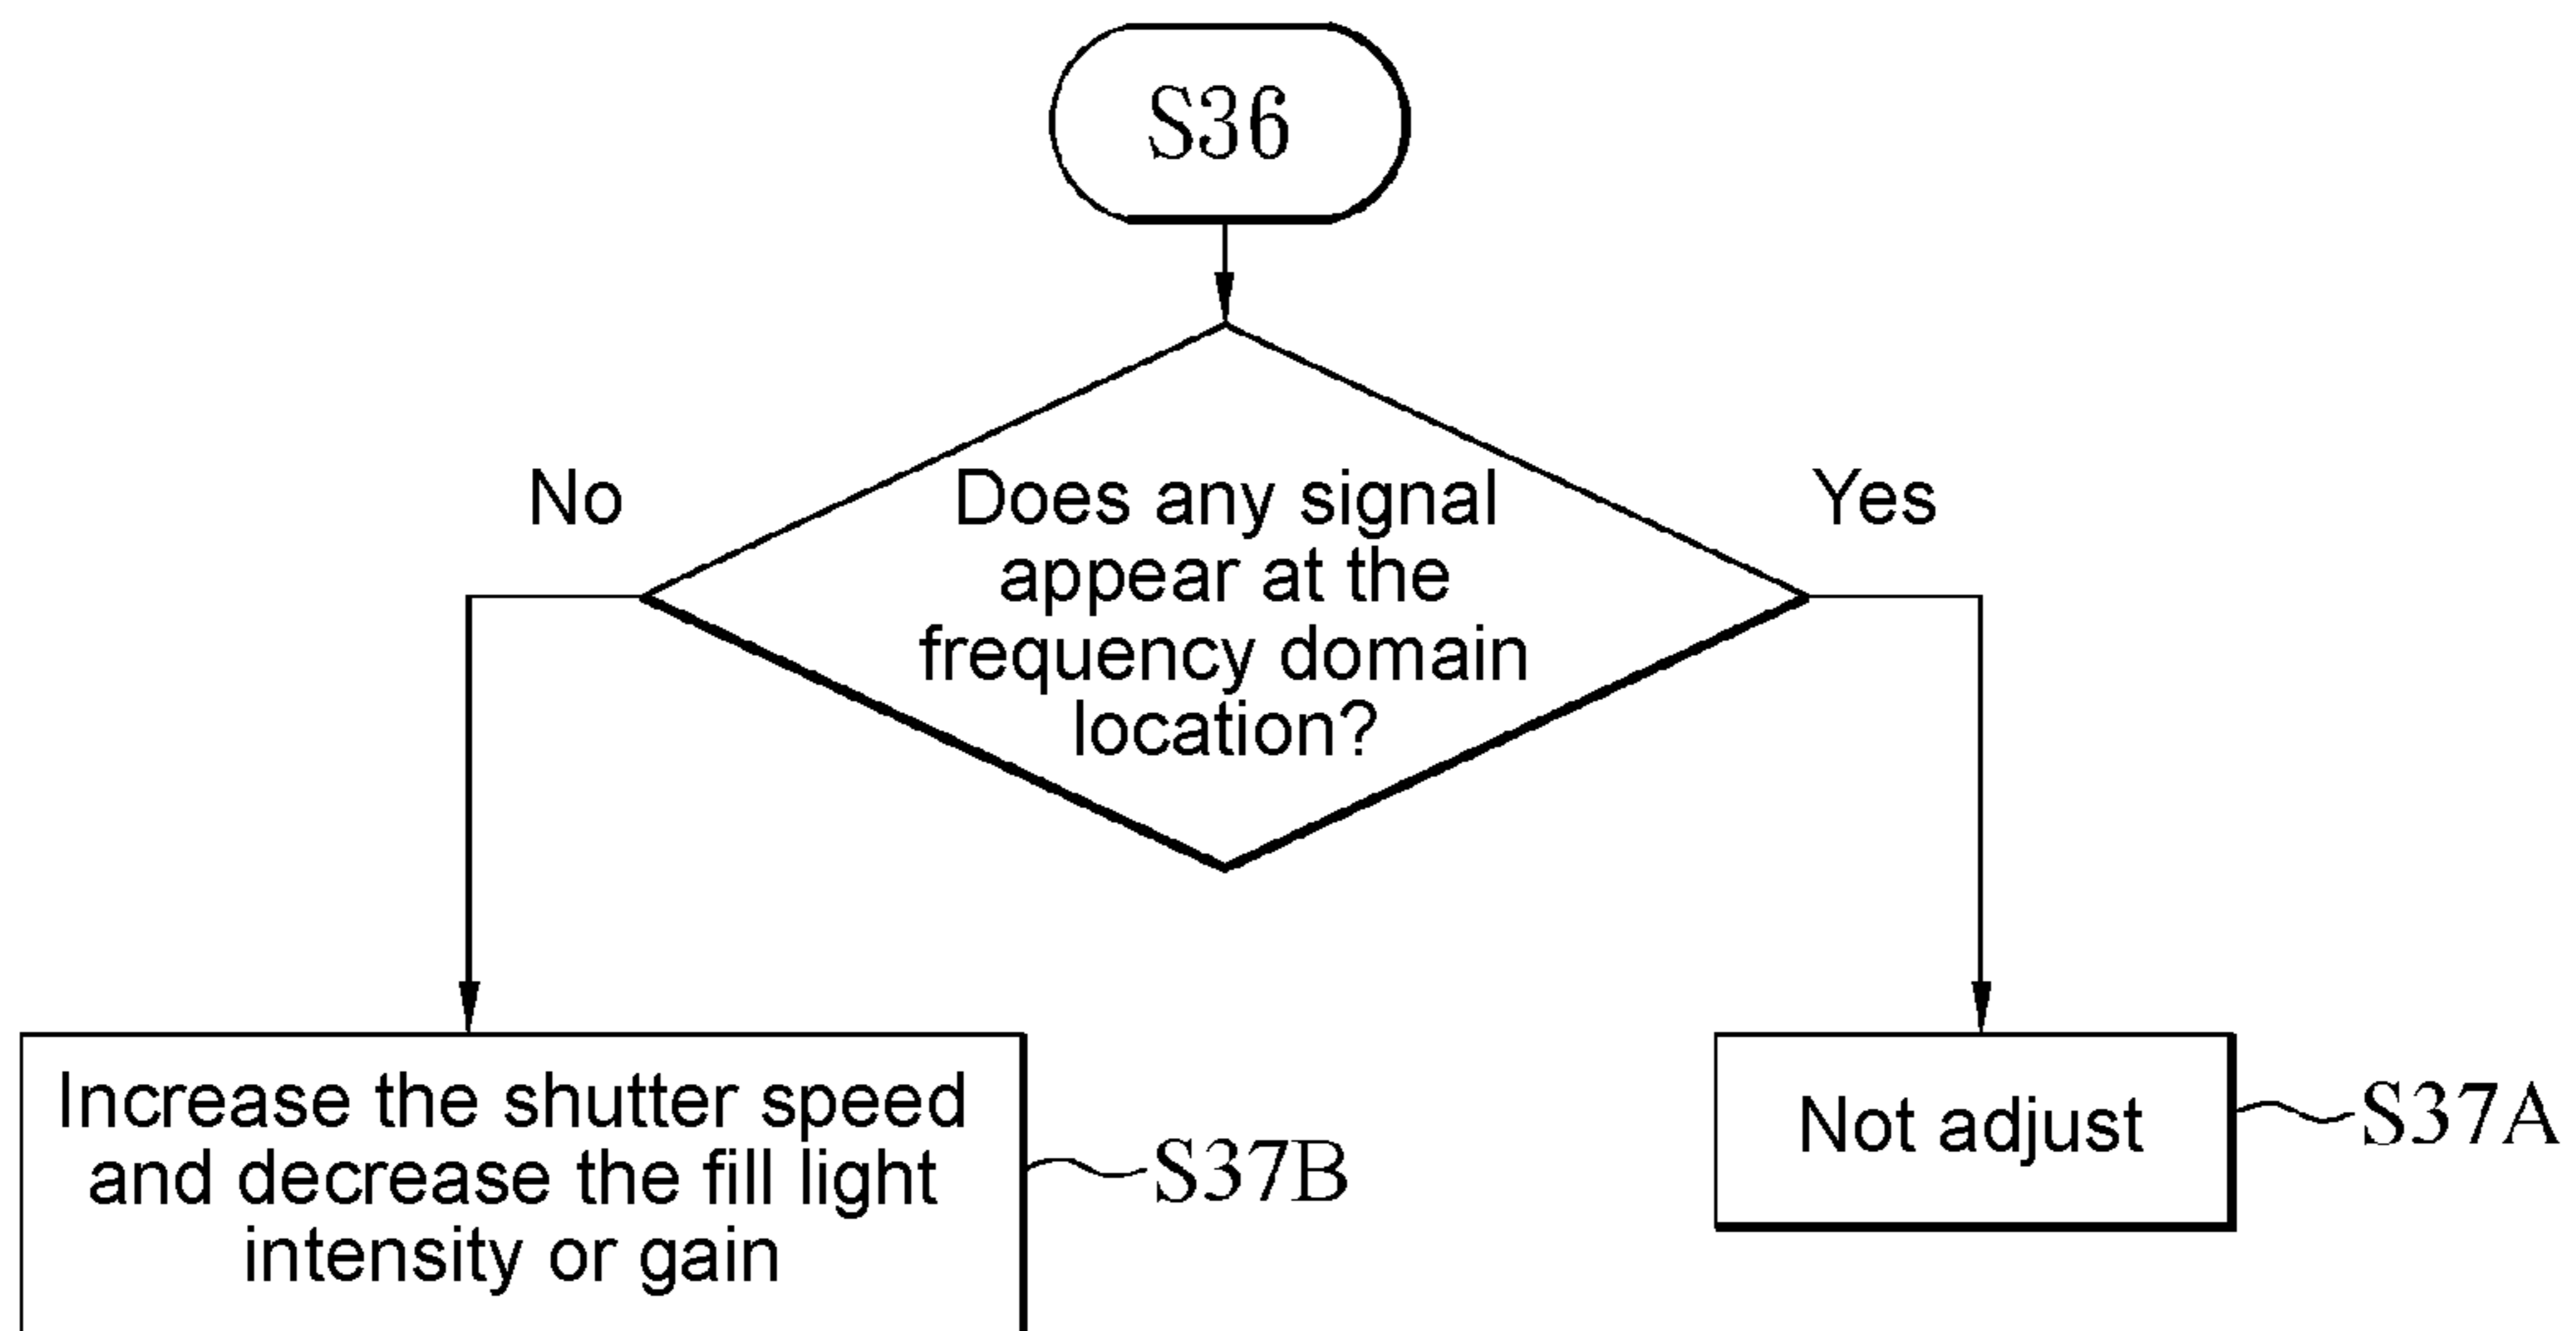 S36
No
Does any signal
appear at the
frequency domain
location?
Yes
Increase the shutter speed
and decrease the fill light
intensity or gain
S37B
Not adjust
S37A